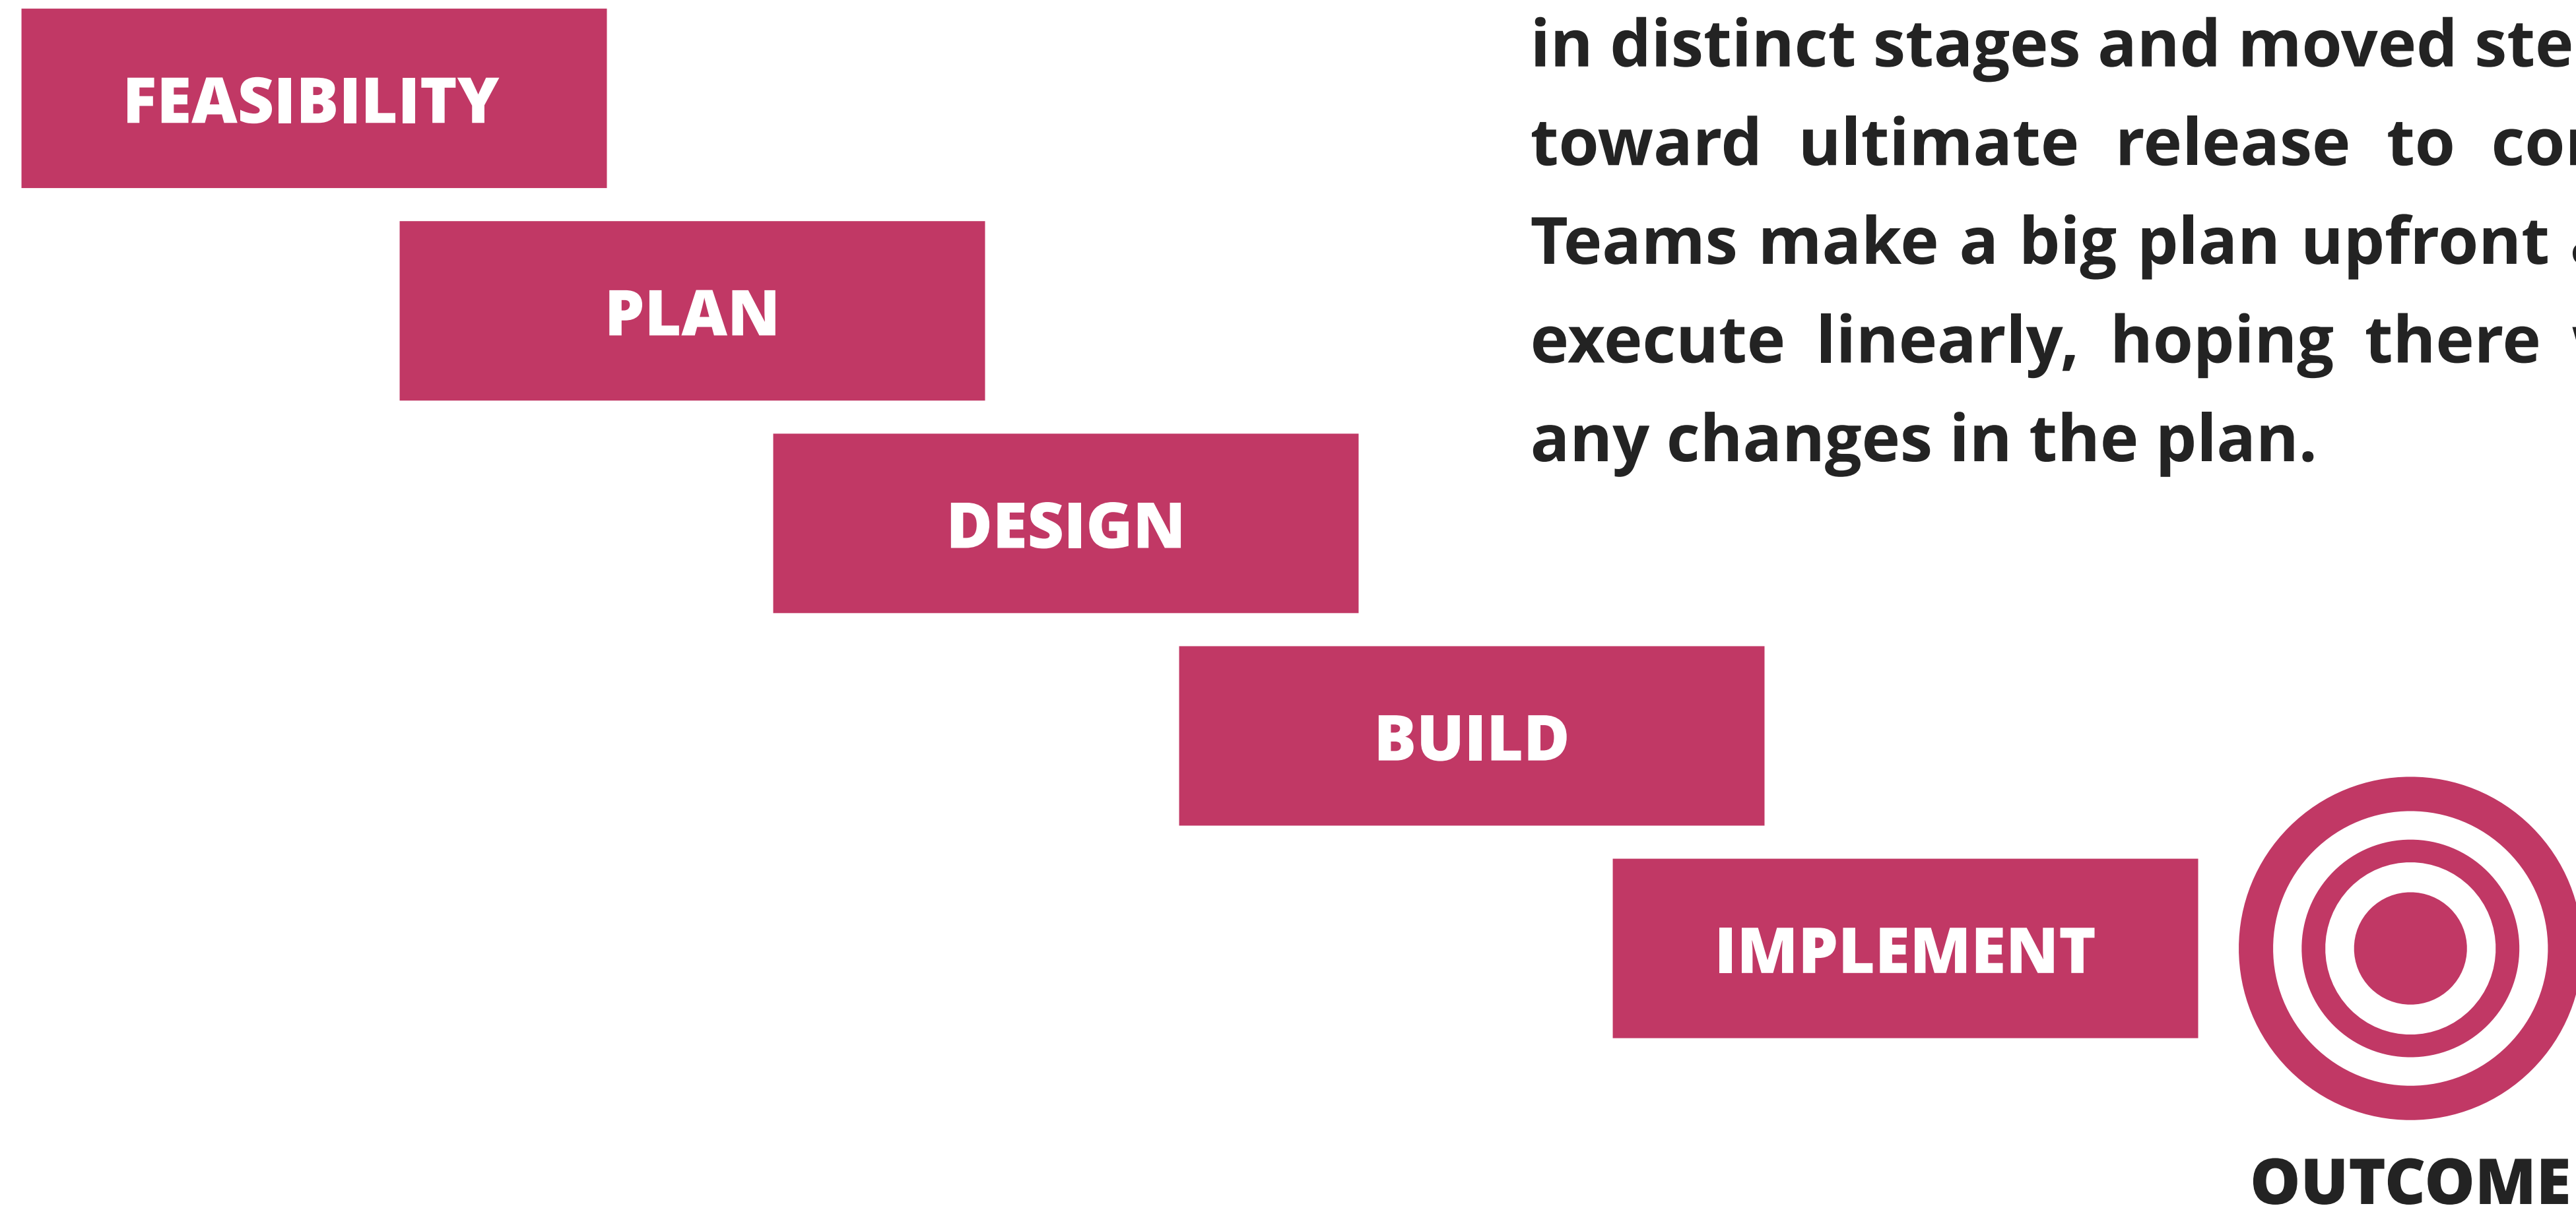 FEASIBILITY
PLAN
DESIGN
BUILD
IMPLEMENT
OUTCOME
in distinct stages and moved
toward ultimate release to
Teams make a big plan upfront
execute linearly, hoping there
any changes in the plan.